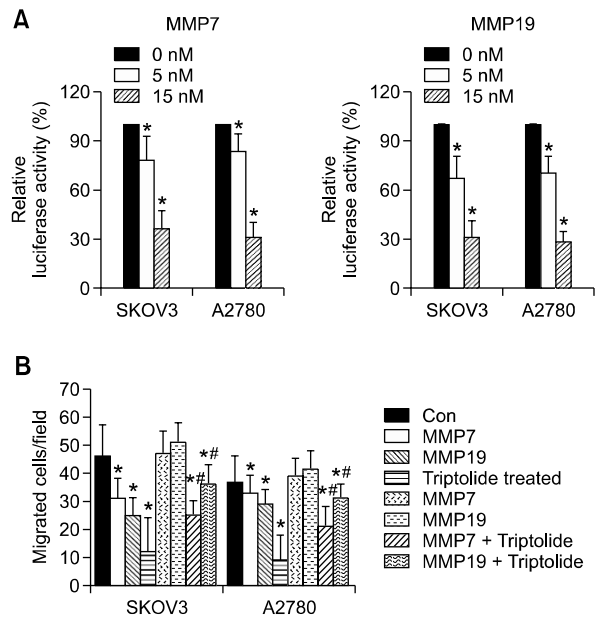 A
MMP7
0 nM
5 nM
15 nM
Relative
luciferase activity (%)
120
90
60
30
0
* * * *
SKOV3 A2780
MMP19
0 nM
5 nM
15 nM
Relative
luciferase activity (%)
120
90
60
30
0
* * * *
SKOV3 A2780
B
Migrated cells/field
70
60
50
40
30
20
10
0
* * * *# *# * * * *# *#
SKOV3 A2780
Con
MMP7
MMP19
Triptolide treated
MMP7
MMP19
MMP7 + Triptolide
MMP19 + Triptolide